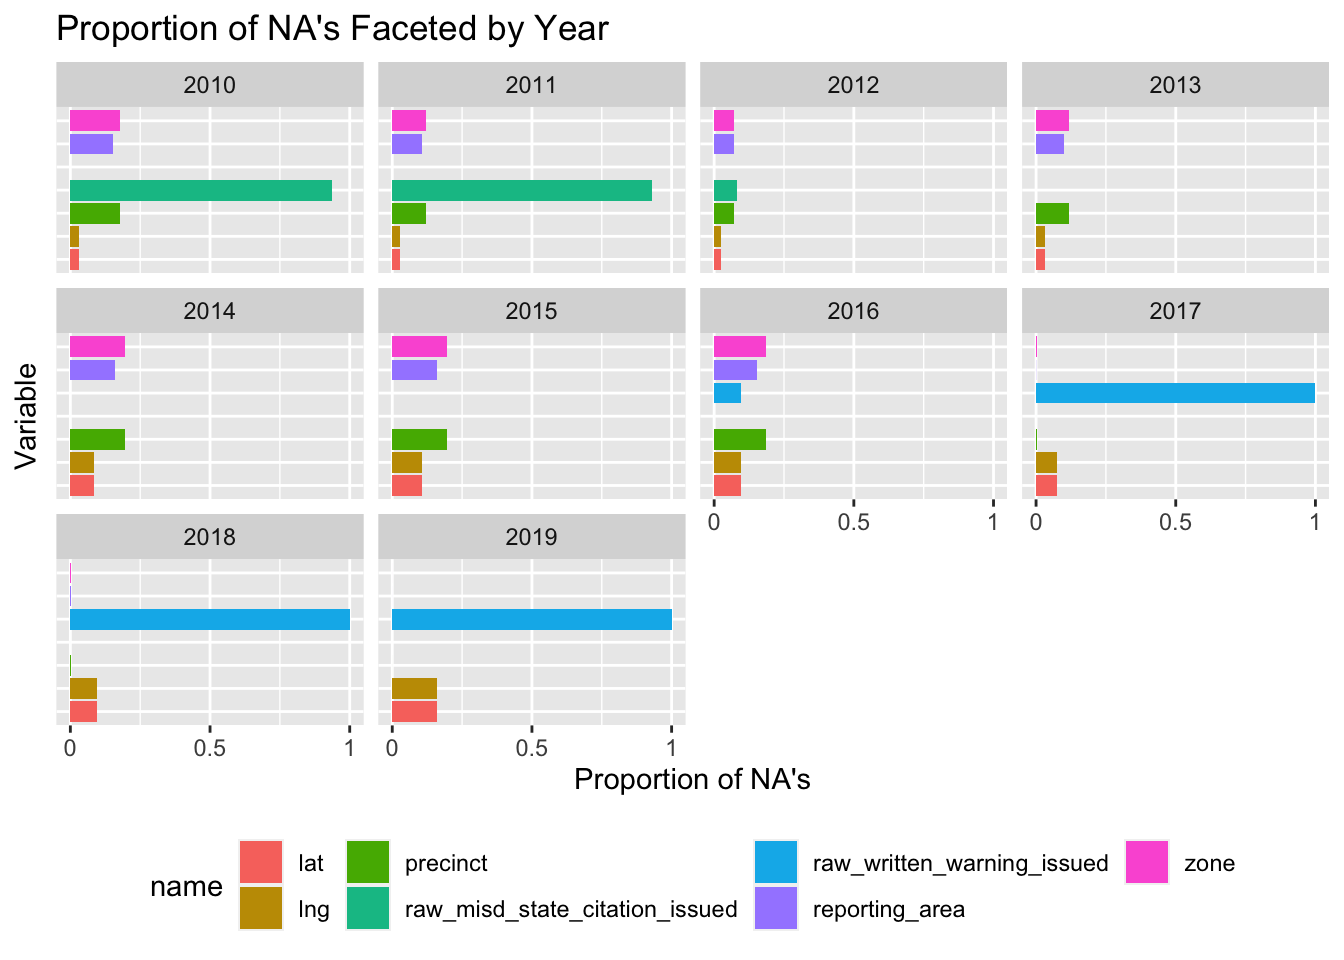 Proportion of NA's Faceted by Year
2010 2011 2012 2013
2014 2015 2016 2017
Variable
0 0.5 1 0 0.5 1
2018 2019
0 0.5 1 0 0.5 1
Proportion of NA's
name
lat precinct raw_written_warning_issued zone
lng raw_misd_state_citation_issued reporting_area